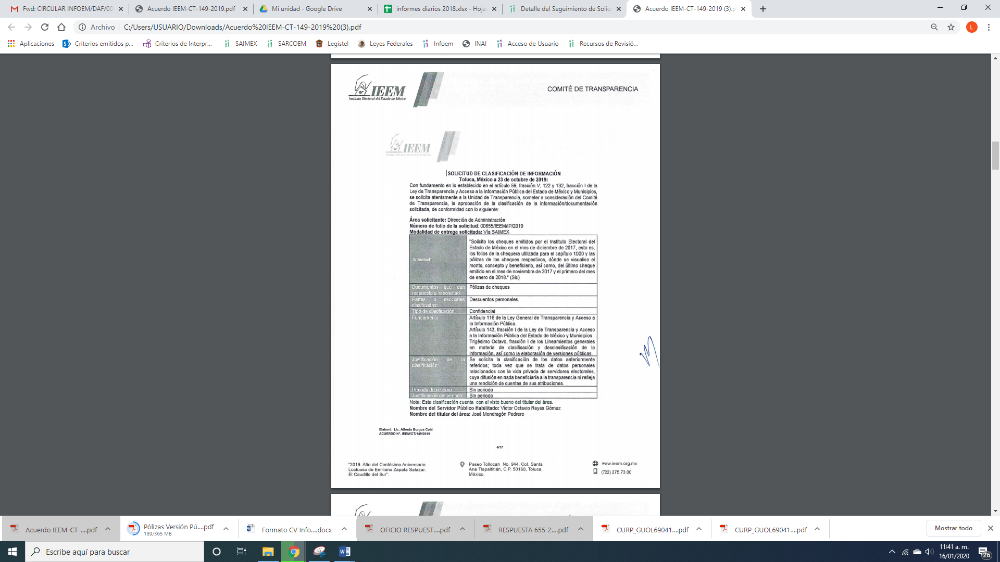 Fwd: CIRCULAR INFOEM/DAF/00
Acuerdo IEEM-CT-149-2019.pdf
Mi unidad - Google Drive
informes diarios 2018.xlsx - Hoja
Detalle del Seguimiento de Solici
Acuerdo IEEM-CT-149-2019 (3).p
Archivo
C:/Users/USUARIO/Downloads/Acuerdo%20IEEM-CT-149-2019%20(3).pdf
L
Aplicaciones
Criterios emitidos p...
Criterios de Interpr...
SAIMEX
SARCOEM
Legistel
Leyes Federales
Infoem
INAI
Acceso de Usuario
Recursos de Revisió...
IEEM
Instituto Electoral del Estado de México
COMITÉ DE TRANSPARENCIA
IEEM
Instituto Electoral del Estado de México
SOLICITUD DE CLASIFICACIÓN DE INFORMACIÓN
Toluca, México a 23 de octubre de 2019:
Con fundamento en lo establecido en el artículo 59, fracción V, 122 y 132, fracción I de la
Ley de Transparencia y Acceso a la Información Pública del Estado de México y Municipios,
se solicita atentamente a la Unidad de Transparencia, someter a consideración del Comité
de Transparencia, la aprobación de la clasificación de la información/documentación
solicitada, de conformidad con lo siguiente:
Área solicitante: Dirección de Administración
Número de folio de la solicitud: 00655/IEEM/IP/2019
Modalidad de entrega solicitada: Vía SAIMEX
Solicitud:
"Solicito los cheques emitidos por el Instituto Electoral del
Estado de México en el mes de diciembre de 2017, esto es,
los folios de la chequera utilizada para el capítulo 1000 y las
pólizas de los cheques respectivos, dónde se visualice el
monto, concepto y beneficiario, así como, del último cheque
emitido en el mes de noviembre de 2017 y el primero del mes
de enero de 2018." (Sic)
Documentos que dan
respuesta a la solicitud:
Pólizas de cheques
Partes o secciones
clasificadas:
Descuentos personales.
Tipo de clasificación:
Confidencial
Fundamento
Artículo 116 de la Ley General de Transparencia y Acceso a
la Información Pública.
Artículo 143, fracción I de la Ley de Transparencia y Acceso
a la Información Pública del Estado de México y Municipios
Trigésimo Octavo, fracción I de los Lineamientos generales
en materia de clasificación y desclasificación de la
información, así como la elaboración de versiones públicas.
Justificación de la
clasificación
Se solicita la clasificación de los datos anteriormente
referidos; toda vez que se trata de datos personales
relacionados con la vida privada de servidores electorales,
cuya difusión en nada beneficiaría a la transparencia ni refleja
una rendición de cuentas de sus atribuciones.
Periodo de reserva
Sin periodo
Justificación del periodo:
Sin periodo
Nota: Esta clasificación cuenta con el visto bueno del titular del área.
Nombre del Servidor Público Habilitado: Víctor Octavio Reyes Gómez
Nombre del titular del área: José Mondragón Pedrero
Elaboró. Lic. Alfredo Burgos Cohl
ACUERDO N°. IEEM/CT/149/2019
4/17
"2019. Año del Centésimo Aniversario
Luctuoso de Emiliano Zapata Salazar.
El Caudillo del Sur".
Paseo Tollocan No. 944, Col. Santa
Ana Tlapaltitlán, C.P. 50160, Toluca,
México.
www.ieem.org.mx
(722) 275 73 00
Acuerdo IEEM-CT-....pdf
Pólizas Versión Pú....pdf
189/365 MB
Formato CV Info....docx
OFICIO RESPUEST....pdf
RESPUESTA 655-2....pdf
CURP_GUOL69041....pdf
CURP_GUOL69041....pdf
Mostrar todo
Escribe aquí para buscar
11:41 a. m.
16/01/2020
26